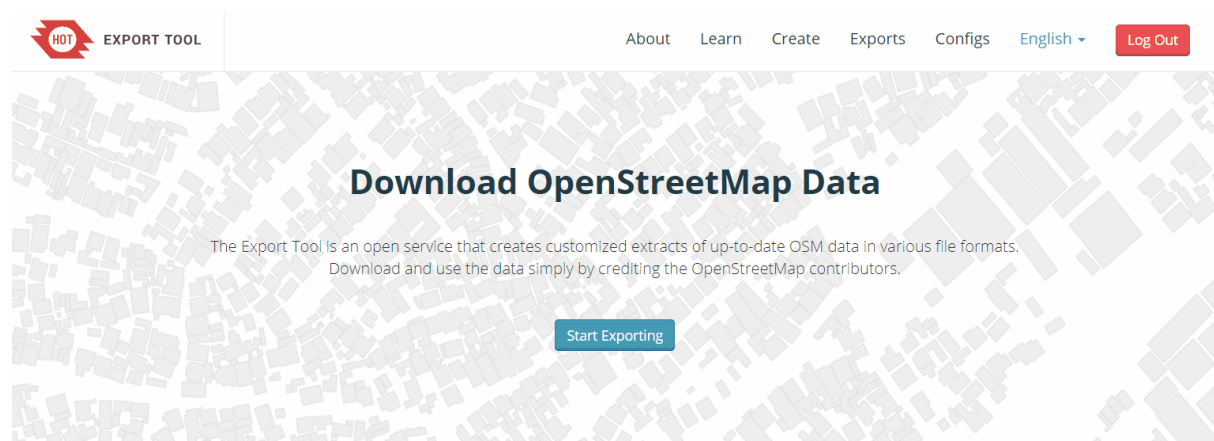 HOT EXPORT TOOL
About Learn Create Exports Configs English Log Out
Download OpenStreetMap Data
The Export Tool is an open service that creates customized extracts of up-to-date OSM data in various file formats.
Download and use the data simply by crediting the OpenStreetMap contributors.
Start Exporting